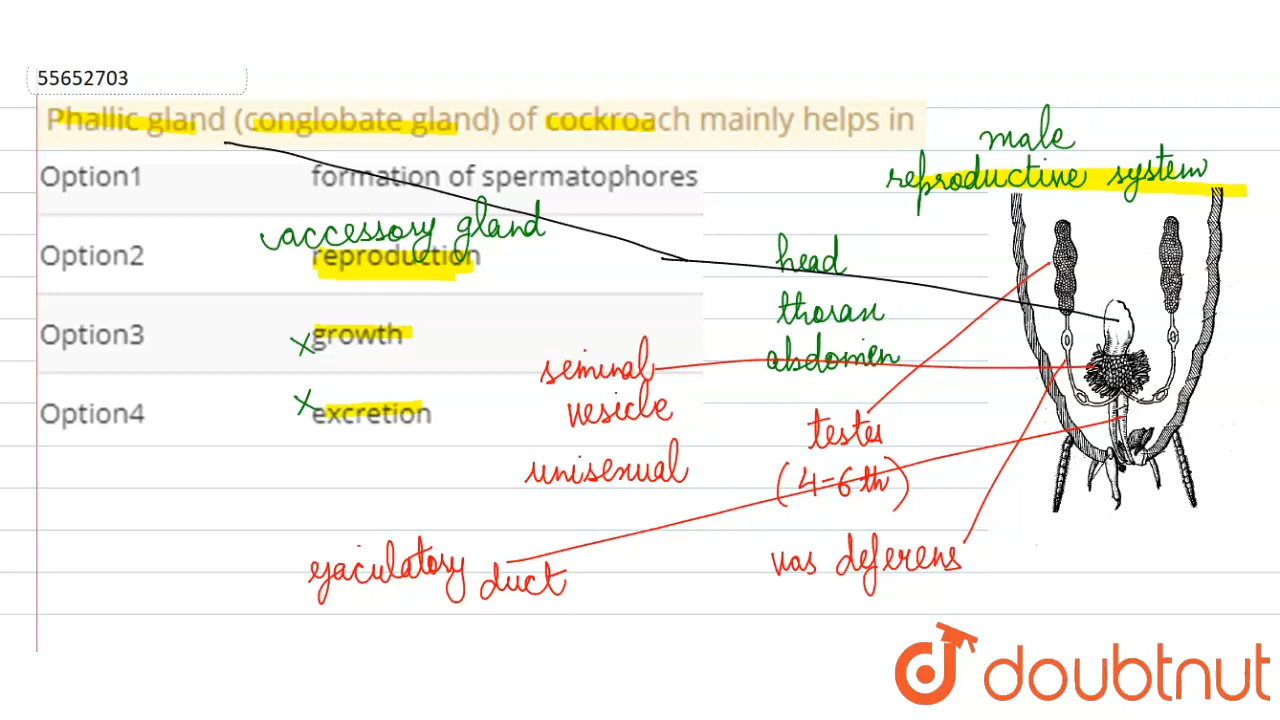 55652703
Phallic gland (conglobate gland) of cockroach mainly helps in
Option1 formation of spermatophores
accessory gland
Option2 reproduction
Option3 growth
Option4 excretion
male
reproductive system
head
thorax
abdomen
seminal
vesicle
unisexual
testes
(4-6th)
ejaculatory duct
vas deferens
doubtnut